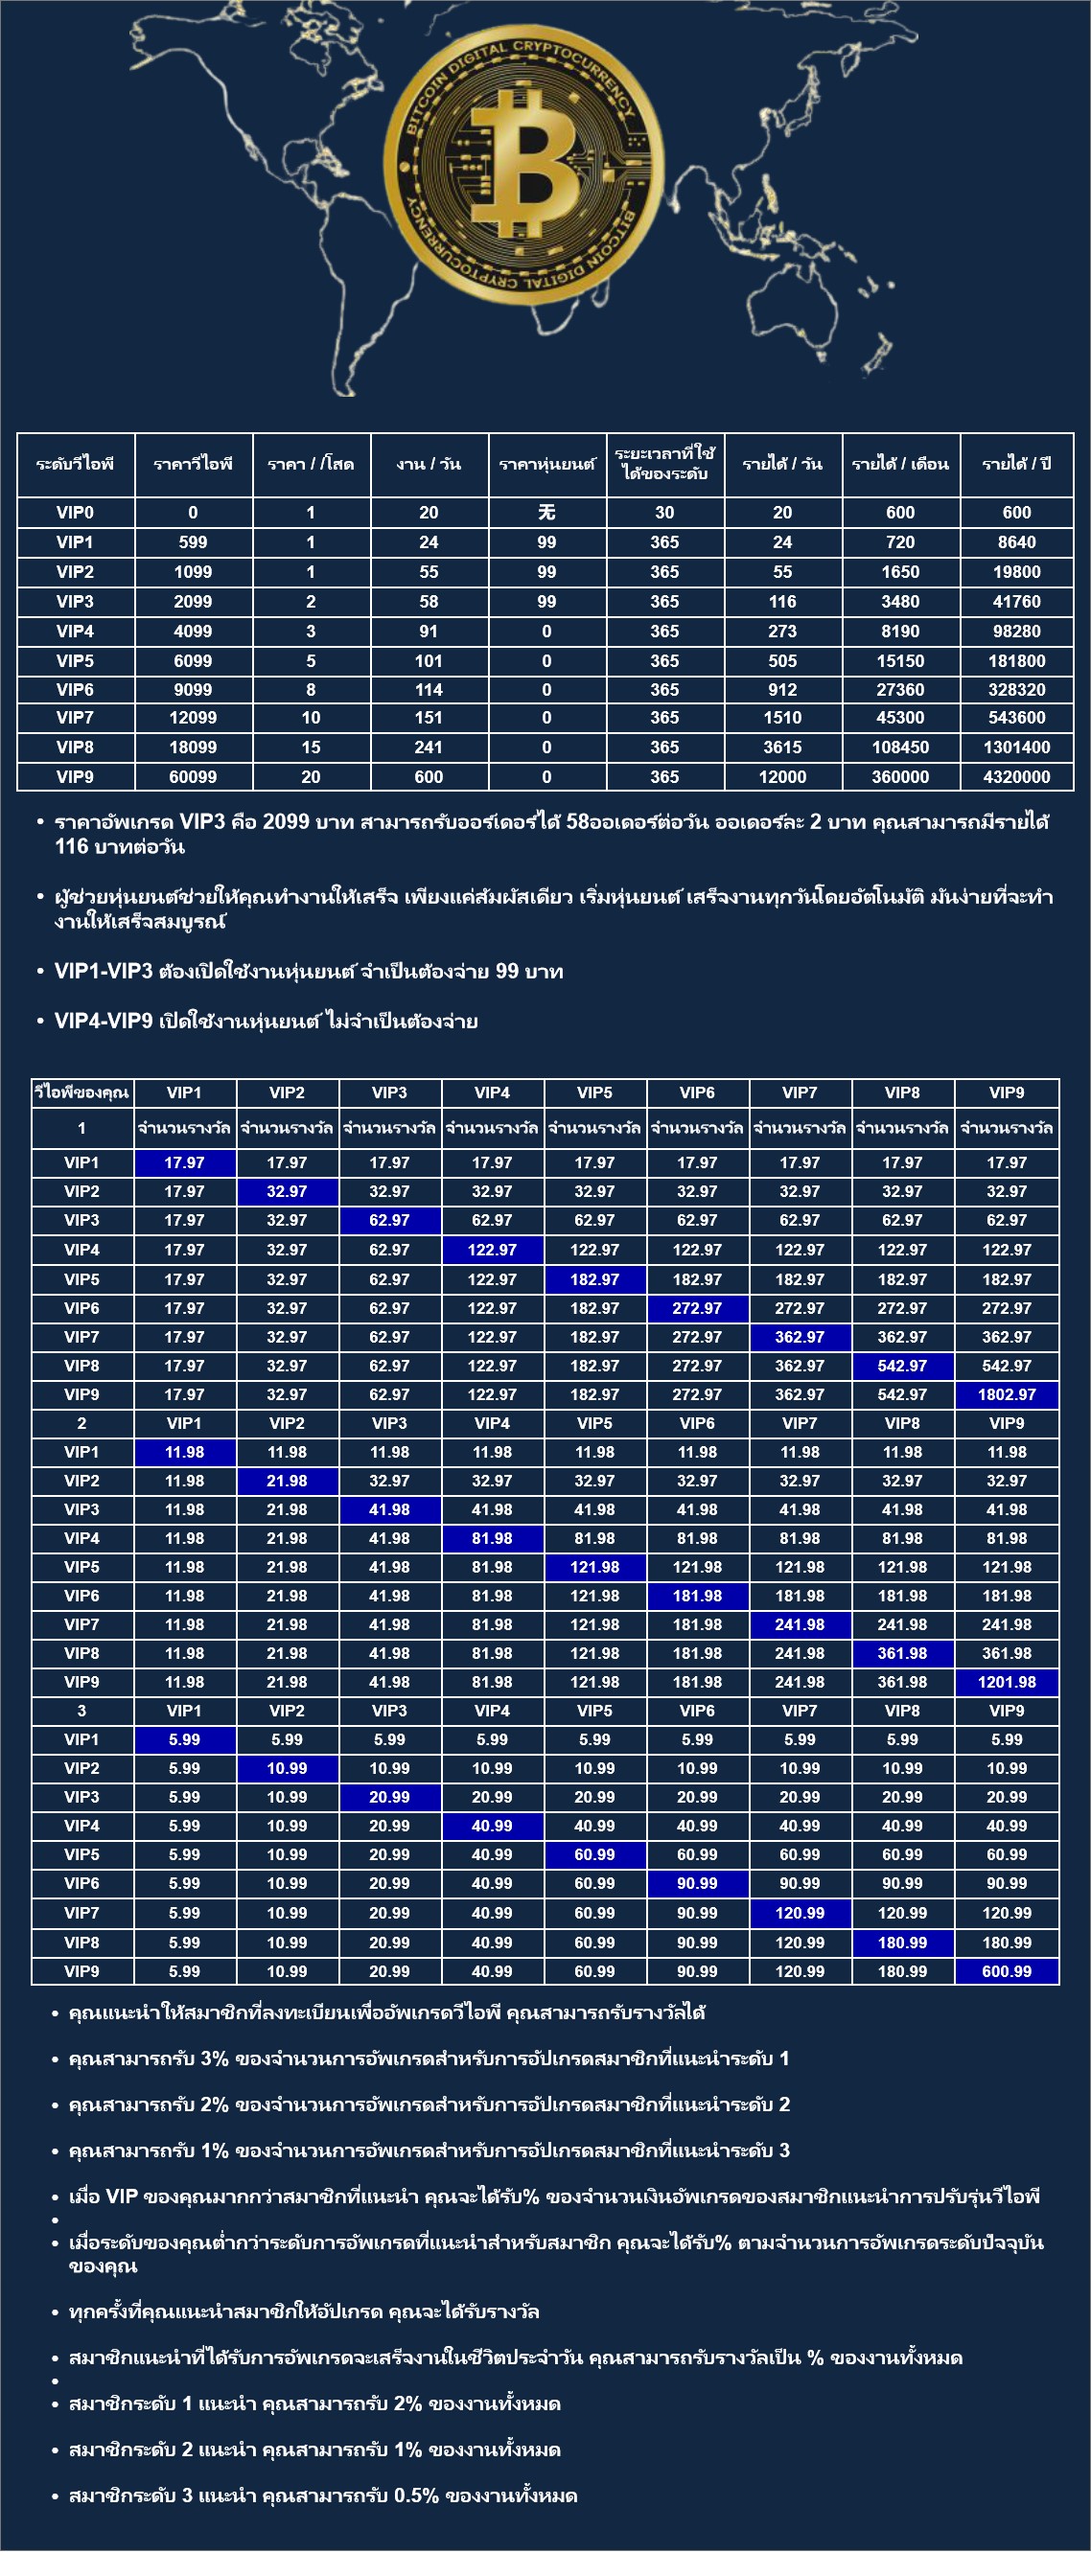 BITCOIN DIGITAL CRYPTOCURRENCY
BITCOIN DIGITAL CRYPTOCURRENCY
ระดับวีไอพี ราคาวีไอพี ราคา / /โสด งาน / วัน ราคาหุ่นยนต์ ระยะเวลาที่ใช้ได้ของระดับ รายได้ / วัน รายได้ / เดือน รายได้ / ปี
VIP0 0 1 20 无 30 20 600 600
VIP1 599 1 24 99 365 24 720 8640
VIP2 1099 1 55 99 365 55 1650 19800
VIP3 2099 2 58 99 365 116 3480 41760
VIP4 4099 3 91 0 365 273 8190 98280
VIP5 6099 5 101 0 365 505 15150 181800
VIP6 9099 8 114 0 365 912 27360 328320
VIP7 12099 10 151 0 365 1510 45300 543600
VIP8 18099 15 241 0 365 3615 108450 1301400
VIP9 60099 20 600 0 365 12000 360000 4320000
• ราคาอัพเกรด VIP3 คือ 2099 บาท สามารถรับออร์เดอร์ได้ 58ออเดอร์ต่อวัน ออเดอร์ละ 2 บาท คุณสามารถมีรายได้
116 บาทต่อวัน
• ผู้ช่วยหุ่นยนต์ช่วยให้คุณทำงานให้เสร็จ เพียงแค่สัมผัสเดียว เริ่มหุ่นยนต์ เสร็จงานทุกวันโดยอัตโนมัติ มันง่ายที่จะทำ
งานให้เสร็จสมบูรณ์
• VIP1-VIP3 ต้องเปิดใช้งานหุ่นยนต์ จำเป็นต้องจ่าย 99 บาท
• VIP4-VIP9 เปิดใช้งานหุ่นยนต์ ไม่จำเป็นต้องจ่าย
วีไอพีของคุณ VIP1 VIP2 VIP3 VIP4 VIP5 VIP6 VIP7 VIP8 VIP9
1 จำนวนรางวัล จำนวนรางวัล จำนวนรางวัล จำนวนรางวัล จำนวนรางวัล จำนวนรางวัล จำนวนรางวัล จำนวนรางวัล จำนวนรางวัล
VIP1 17.97 17.97 17.97 17.97 17.97 17.97 17.97 17.97 17.97
VIP2 17.97 32.97 32.97 32.97 32.97 32.97 32.97 32.97 32.97
VIP3 17.97 32.97 62.97 62.97 62.97 62.97 62.97 62.97 62.97
VIP4 17.97 32.97 62.97 122.97 122.97 122.97 122.97 122.97 122.97
VIP5 17.97 32.97 62.97 122.97 182.97 182.97 182.97 182.97 182.97
VIP6 17.97 32.97 62.97 122.97 182.97 272.97 272.97 272.97 272.97
VIP7 17.97 32.97 62.97 122.97 182.97 272.97 362.97 362.97 362.97
VIP8 17.97 32.97 62.97 122.97 182.97 272.97 362.97 542.97 542.97
VIP9 17.97 32.97 62.97 122.97 182.97 272.97 362.97 542.97 1802.97
2 VIP1 VIP2 VIP3 VIP4 VIP5 VIP6 VIP7 VIP8 VIP9
VIP1 11.98 11.98 11.98 11.98 11.98 11.98 11.98 11.98 11.98
VIP2 11.98 21.98 32.97 32.97 32.97 32.97 32.97 32.97 32.97
VIP3 11.98 21.98 41.98 41.98 41.98 41.98 41.98 41.98 41.98
VIP4 11.98 21.98 41.98 81.98 81.98 81.98 81.98 81.98 81.98
VIP5 11.98 21.98 41.98 81.98 121.98 121.98 121.98 121.98 121.98
VIP6 11.98 21.98 41.98 81.98 121.98 181.98 181.98 181.98 181.98
VIP7 11.98 21.98 41.98 81.98 121.98 181.98 241.98 241.98 241.98
VIP8 11.98 21.98 41.98 81.98 121.98 181.98 241.98 361.98 361.98
VIP9 11.98 21.98 41.98 81.98 121.98 181.98 241.98 361.98 1201.98
3 VIP1 VIP2 VIP3 VIP4 VIP5 VIP6 VIP7 VIP8 VIP9
VIP1 5.99 5.99 5.99 5.99 5.99 5.99 5.99 5.99 5.99
VIP2 5.99 10.99 10.99 10.99 10.99 10.99 10.99 10.99 10.99
VIP3 5.99 10.99 20.99 20.99 20.99 20.99 20.99 20.99 20.99
VIP4 5.99 10.99 20.99 40.99 40.99 40.99 40.99 40.99 40.99
VIP5 5.99 10.99 20.99 40.99 60.99 60.99 60.99 60.99 60.99
VIP6 5.99 10.99 20.99 40.99 60.99 90.99 90.99 90.99 90.99
VIP7 5.99 10.99 20.99 40.99 60.99 90.99 120.99 120.99 120.99
VIP8 5.99 10.99 20.99 40.99 60.99 90.99 120.99 180.99 180.99
VIP9 5.99 10.99 20.99 40.99 60.99 90.99 120.99 180.99 600.99
• คุณแนะนำให้สมาชิกที่ลงทะเบียนเพื่ออัพเกรดวีไอพี คุณสามารถรับรางวัลได้
• คุณสามารถรับ 3% ของจำนวนการอัพเกรดสำหรับการอัปเกรดสมาชิกที่แนะนำระดับ 1
• คุณสามารถรับ 2% ของจำนวนการอัพเกรดสำหรับการอัปเกรดสมาชิกที่แนะนำระดับ 2
• คุณสามารถรับ 1% ของจำนวนการอัพเกรดสำหรับการอัปเกรดสมาชิกที่แนะนำระดับ 3
• เมื่อ VIP ของคุณมากกว่าสมาชิกที่แนะนำ คุณจะได้รับ% ของจำนวนเงินอัพเกรดของสมาชิกแนะนำการปรับรุ่นวีไอพี
•
• เมื่อระดับของคุณต่ำกว่าระดับการอัพเกรดที่แนะนำสำหรับสมาชิก คุณจะได้รับ% ตามจำนวนการอัพเกรดระดับปัจจุบัน
ของคุณ
• ทุกครั้งที่คุณแนะนำสมาชิกให้อัปเกรด คุณจะได้รับรางวัล
• สมาชิกแนะนำที่ได้รับการอัพเกรดจะเสร็จงานในชีวิตประจำวัน คุณสามารถรับรางวัลเป็น % ของงานทั้งหมด
•
• สมาชิกระดับ 1 แนะนำ คุณสามารถรับ 2% ของงานทั้งหมด
• สมาชิกระดับ 2 แนะนำ คุณสามารถรับ 1% ของงานทั้งหมด
• สมาชิกระดับ 3 แนะนำ คุณสามารถรับ 0.5% ของงานทั้งหมด